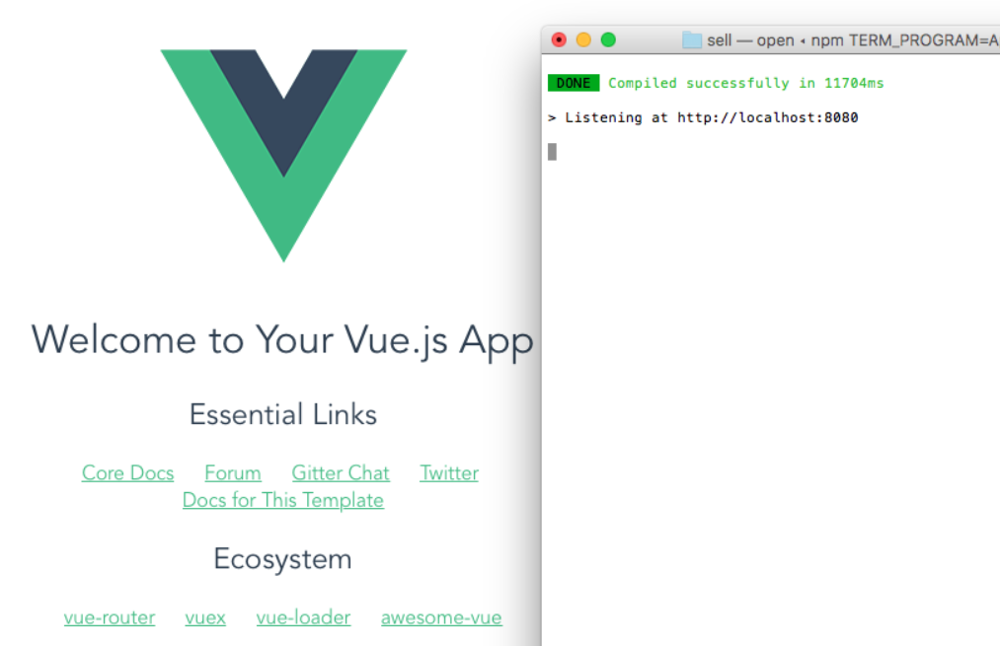 Welcome to Your Vue.js App
Essential Links
Core Docs Forum Gitter Chat Twitter
Docs for This Template
Ecosystem
vue-router vuex vue-loader awesome-vue
sell — open ◂ npm TERM_PROGRAM=A
DONE Compiled successfully in 11704ms
> Listening at http://localhost:8080